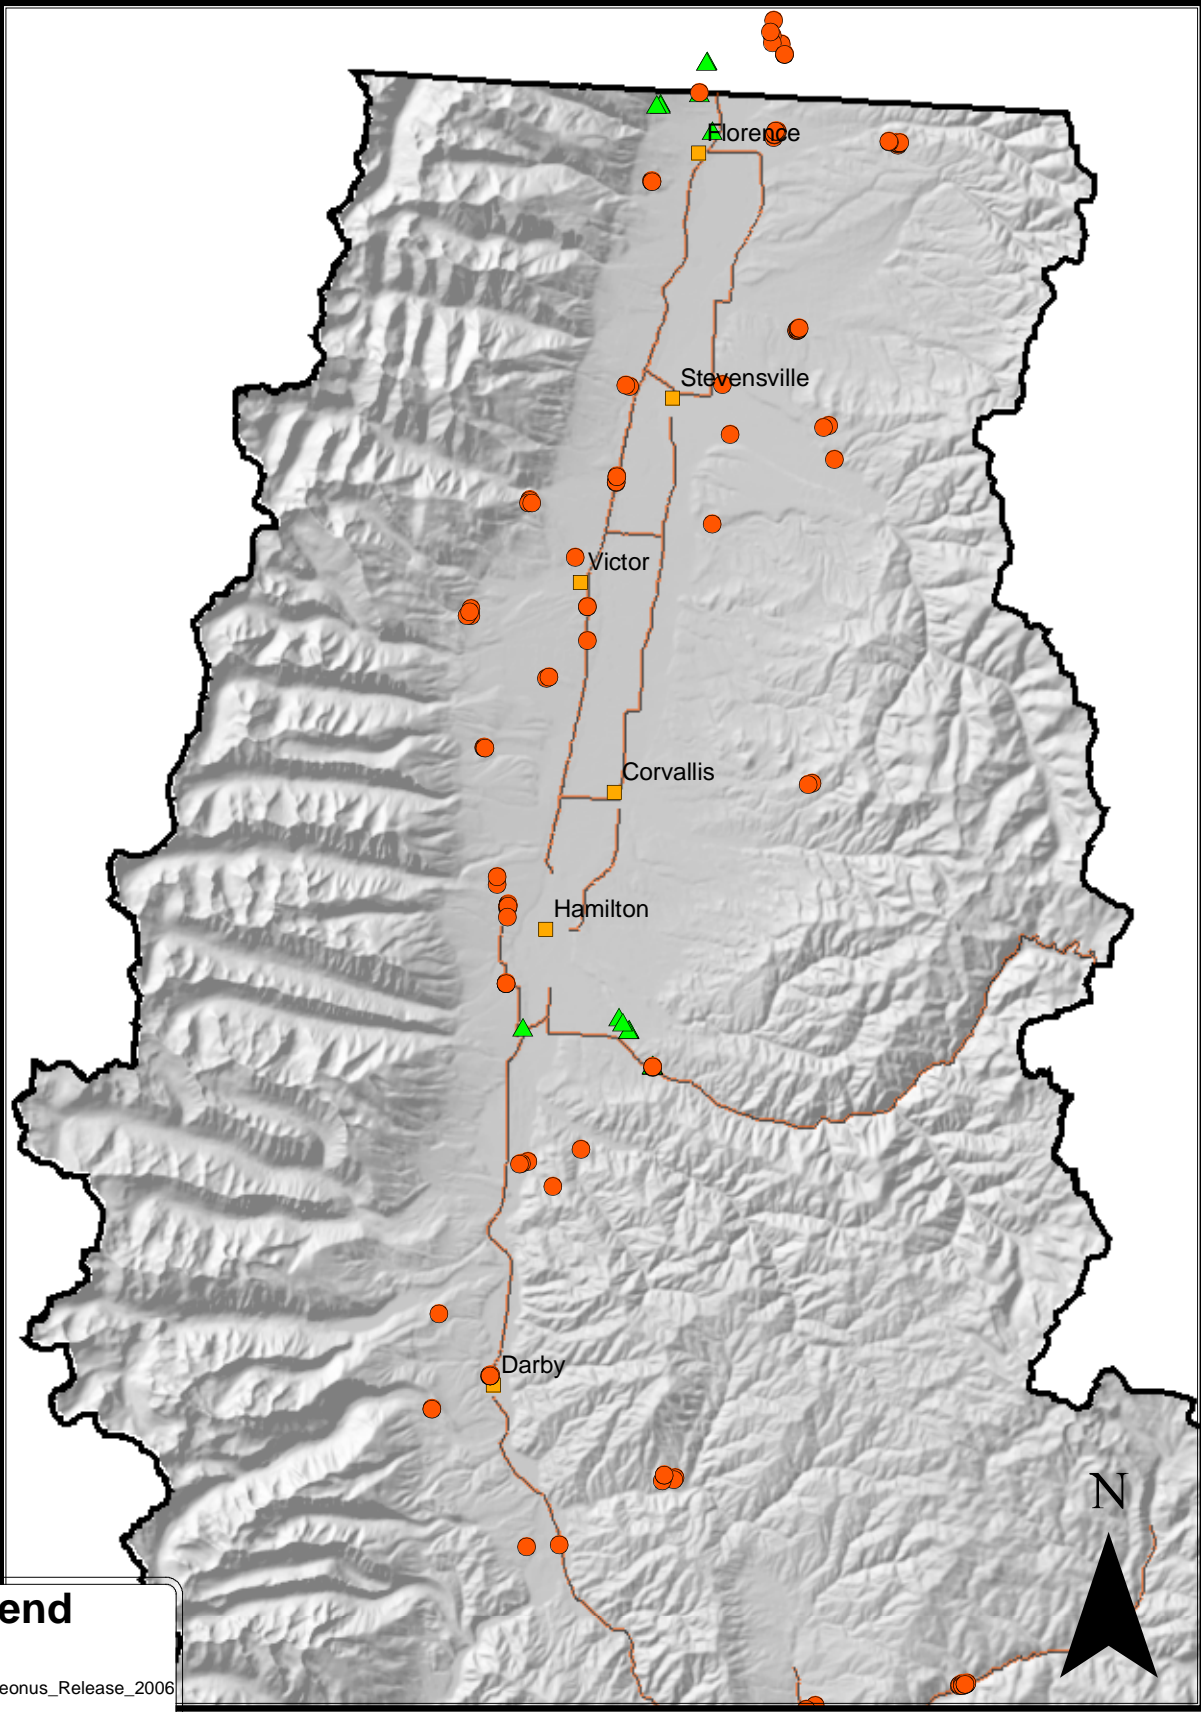 Florence
Stevensville
Victor
Corvallis
Hamilton
Darby
N
end
eonus_Release_2006